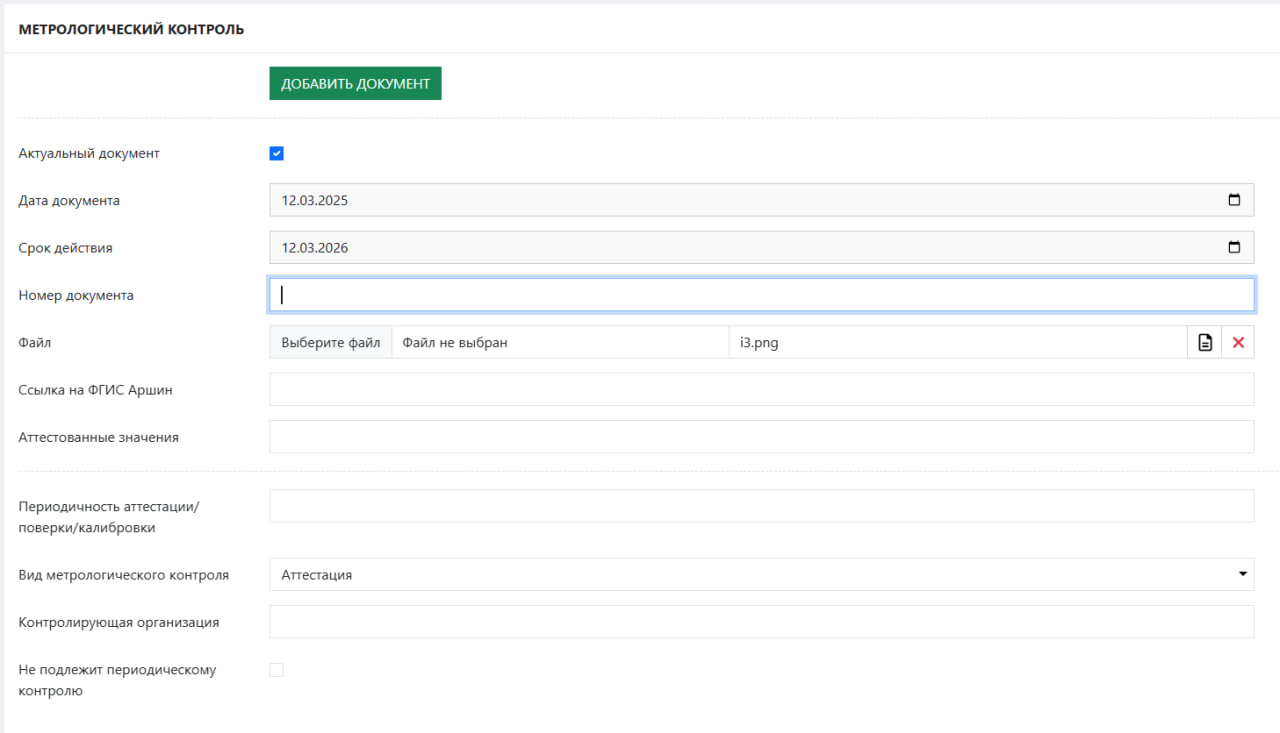 МЕТРОЛОГИЧЕСКИЙ КОНТРОЛЬ
ДОБАВИТЬ ДОКУМЕНТ
Актуальный документ
Дата документа
12.03.2025
Срок действия
12.03.2026
Номер документа
Файл
Выберите файл
Файл не выбран
i3.png
Ссылка на ФГИС Аршин
Аттестованные значения
Периодичность аттестации/
поверки/калибровки
Вид метрологического контроля
Аттестация
Контролирующая организация
Не подлежит периодическому
контролю